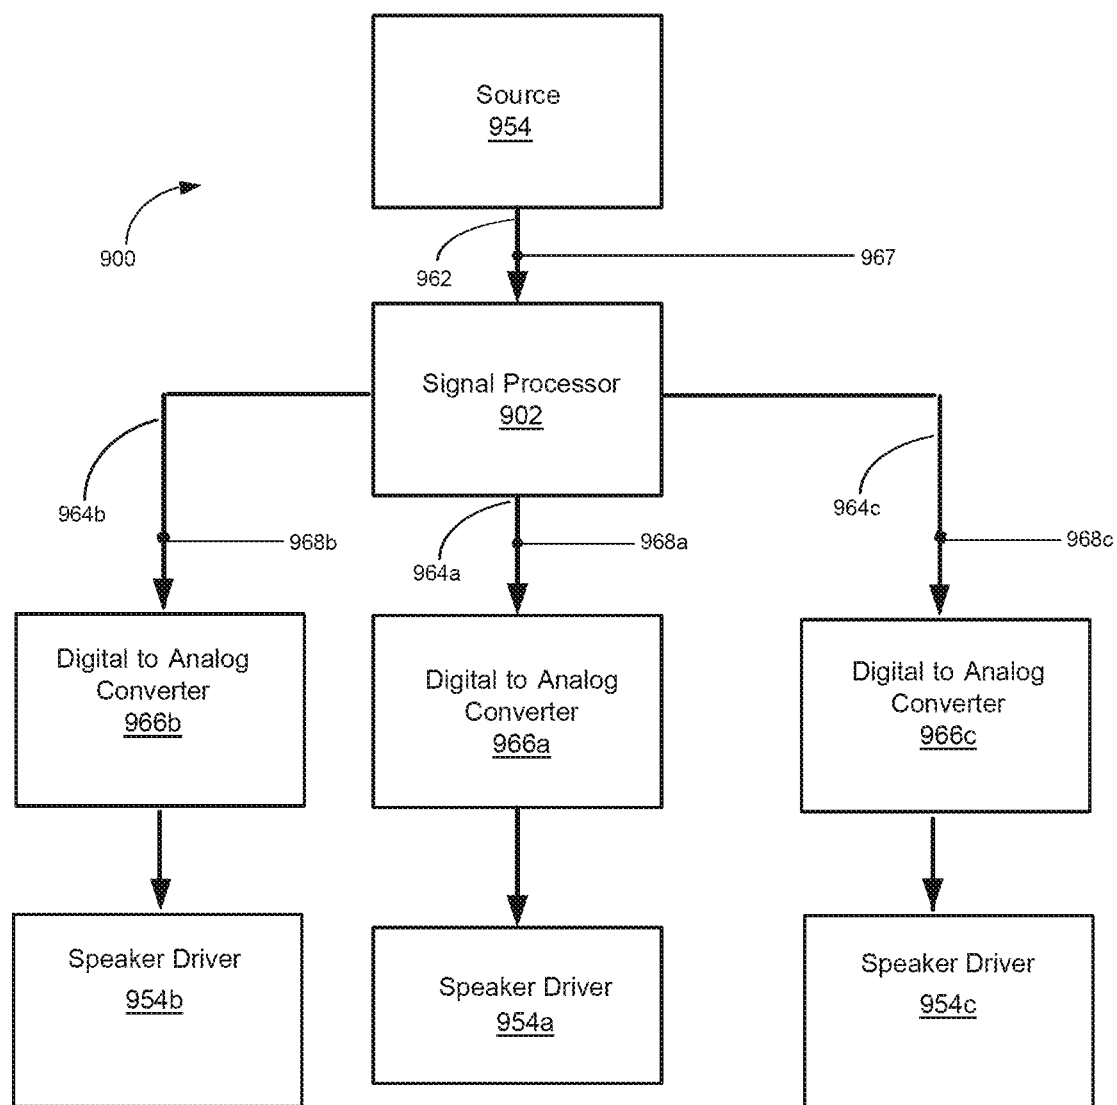 Source
954
900
962
967
Signal Processor
902
964b
964c
968b
964a
968a
968c
Digital to Analog
Converter
966b
Digital to Analog
Converter
966a
Digital to Analog
Converter
966c
Speaker Driver
954b
Speaker Driver
954a
Speaker Driver
954c